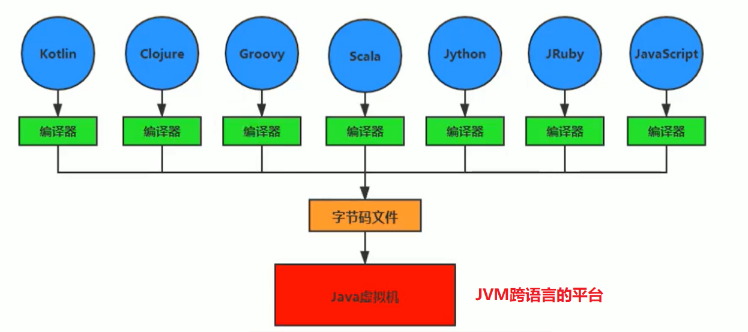 Kotlin Clojure Groovy Scala Jython JRuby JavaScript
编译器 编译器 编译器 编译器 编译器 编译器 编译器
字节码文件
Java虚拟机 JVM跨语言的平台